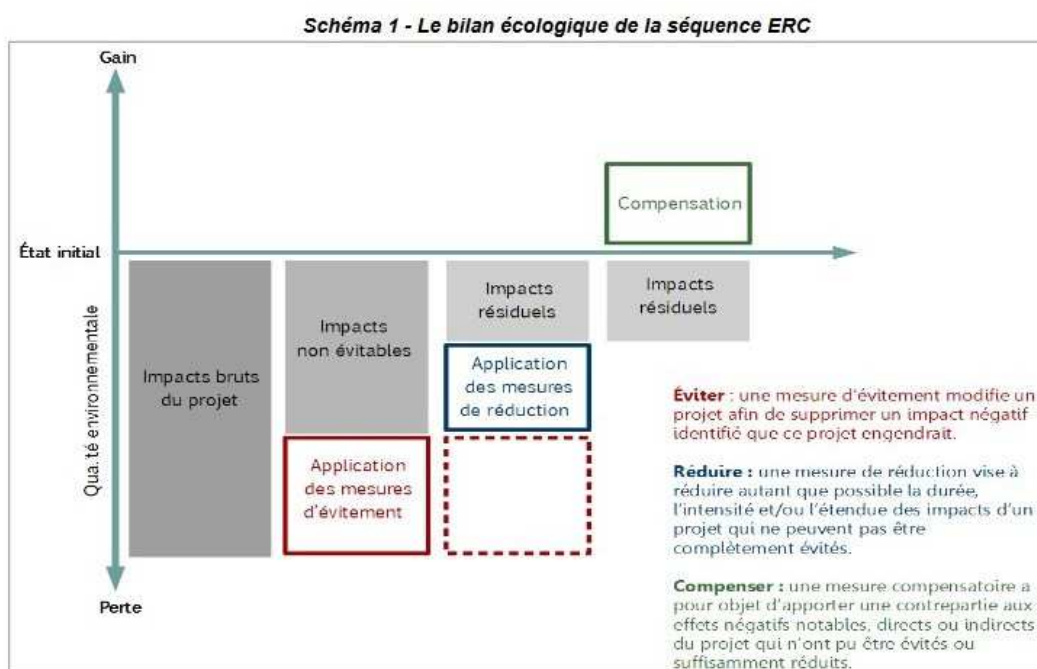 Schéma 1 - Le bilan écologique de la séquence ERC
Gain
Compensation
État initial
Impacts bruts
du projet
Impacts
non évitables
Application
des mesures
d'évitement
Impacts
résiduels
Application
des mesures
de réduction
Impacts
résiduels
Qua. té environnementale
Perte
Éviter : une mesure d'évitement modifie un
projet afin de supprimer un impact négatif
identifié que ce projet engendrait.
Réduire : une mesure de réduction vise à
réduire autant que possible la durée,
l'intensité et/ou l'étendue des impacts d'un
projet qui ne peuvent pas être
complètement évités.
Compenser : une mesure compensatoire a
pour objet d'apporter une contrepartie aux
effets négatifs notables, directs ou indirects
du projet qui n'ont pu être évités ou
suffisamment réduits.